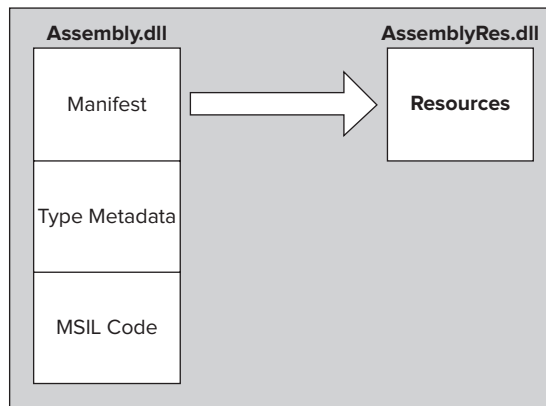 Assembly.dll
Manifest
Type Metadata
MSIL Code
AssemblyRes.dll
Resources